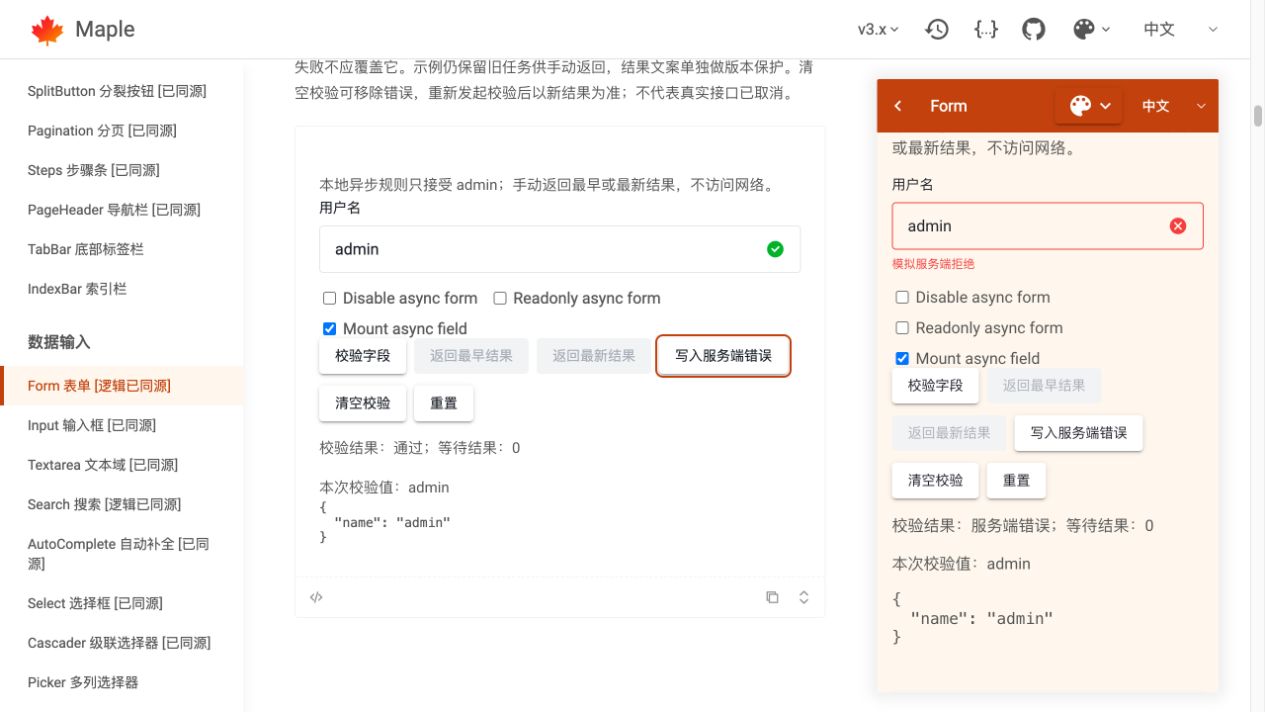 Maple
v3.x
{...}
中文
SplitButton 分裂按钮 [已同源]
Pagination 分页 [已同源]
Steps 步骤条 [已同源]
PageHeader 导航栏 [已同源]
TabBar 底部标签栏
IndexBar 索引栏
数据输入
Form 表单 [逻辑已同源]
Input 输入框 [已同源]
Textarea 文本域 [已同源]
Search 搜索 [逻辑已同源]
AutoComplete 自动补全 [已同
源]
Select 选择框 [已同源]
Cascader 级联选择器 [已同源]
Picker 多列选择器
失败不应覆盖它。示例仍保留旧任务供手动返回，结果文案单独做版本保护。清
空校验可移除错误，重新发起校验后以新结果为准；不代表真实接口已取消。
本地异步规则只接受 admin；手动返回最早或最新结果，不访问网络。
用户名
admin
Disable async form Readonly async form
Mount async field
校验字段 返回最早结果 返回最新结果 写入服务端错误
清空校验 重置
校验结果：通过；等待结果：0
本次校验值：admin
{
"name": "admin"
}
</>
Form
中文
或最新结果，不访问网络。
用户名
admin
模拟服务端拒绝
Disable async form
Readonly async form
Mount async field
校验字段 返回最早结果
返回最新结果 写入服务端错误
清空校验 重置
校验结果：服务端错误；等待结果：0
本次校验值：admin
{
"name": "admin"
}